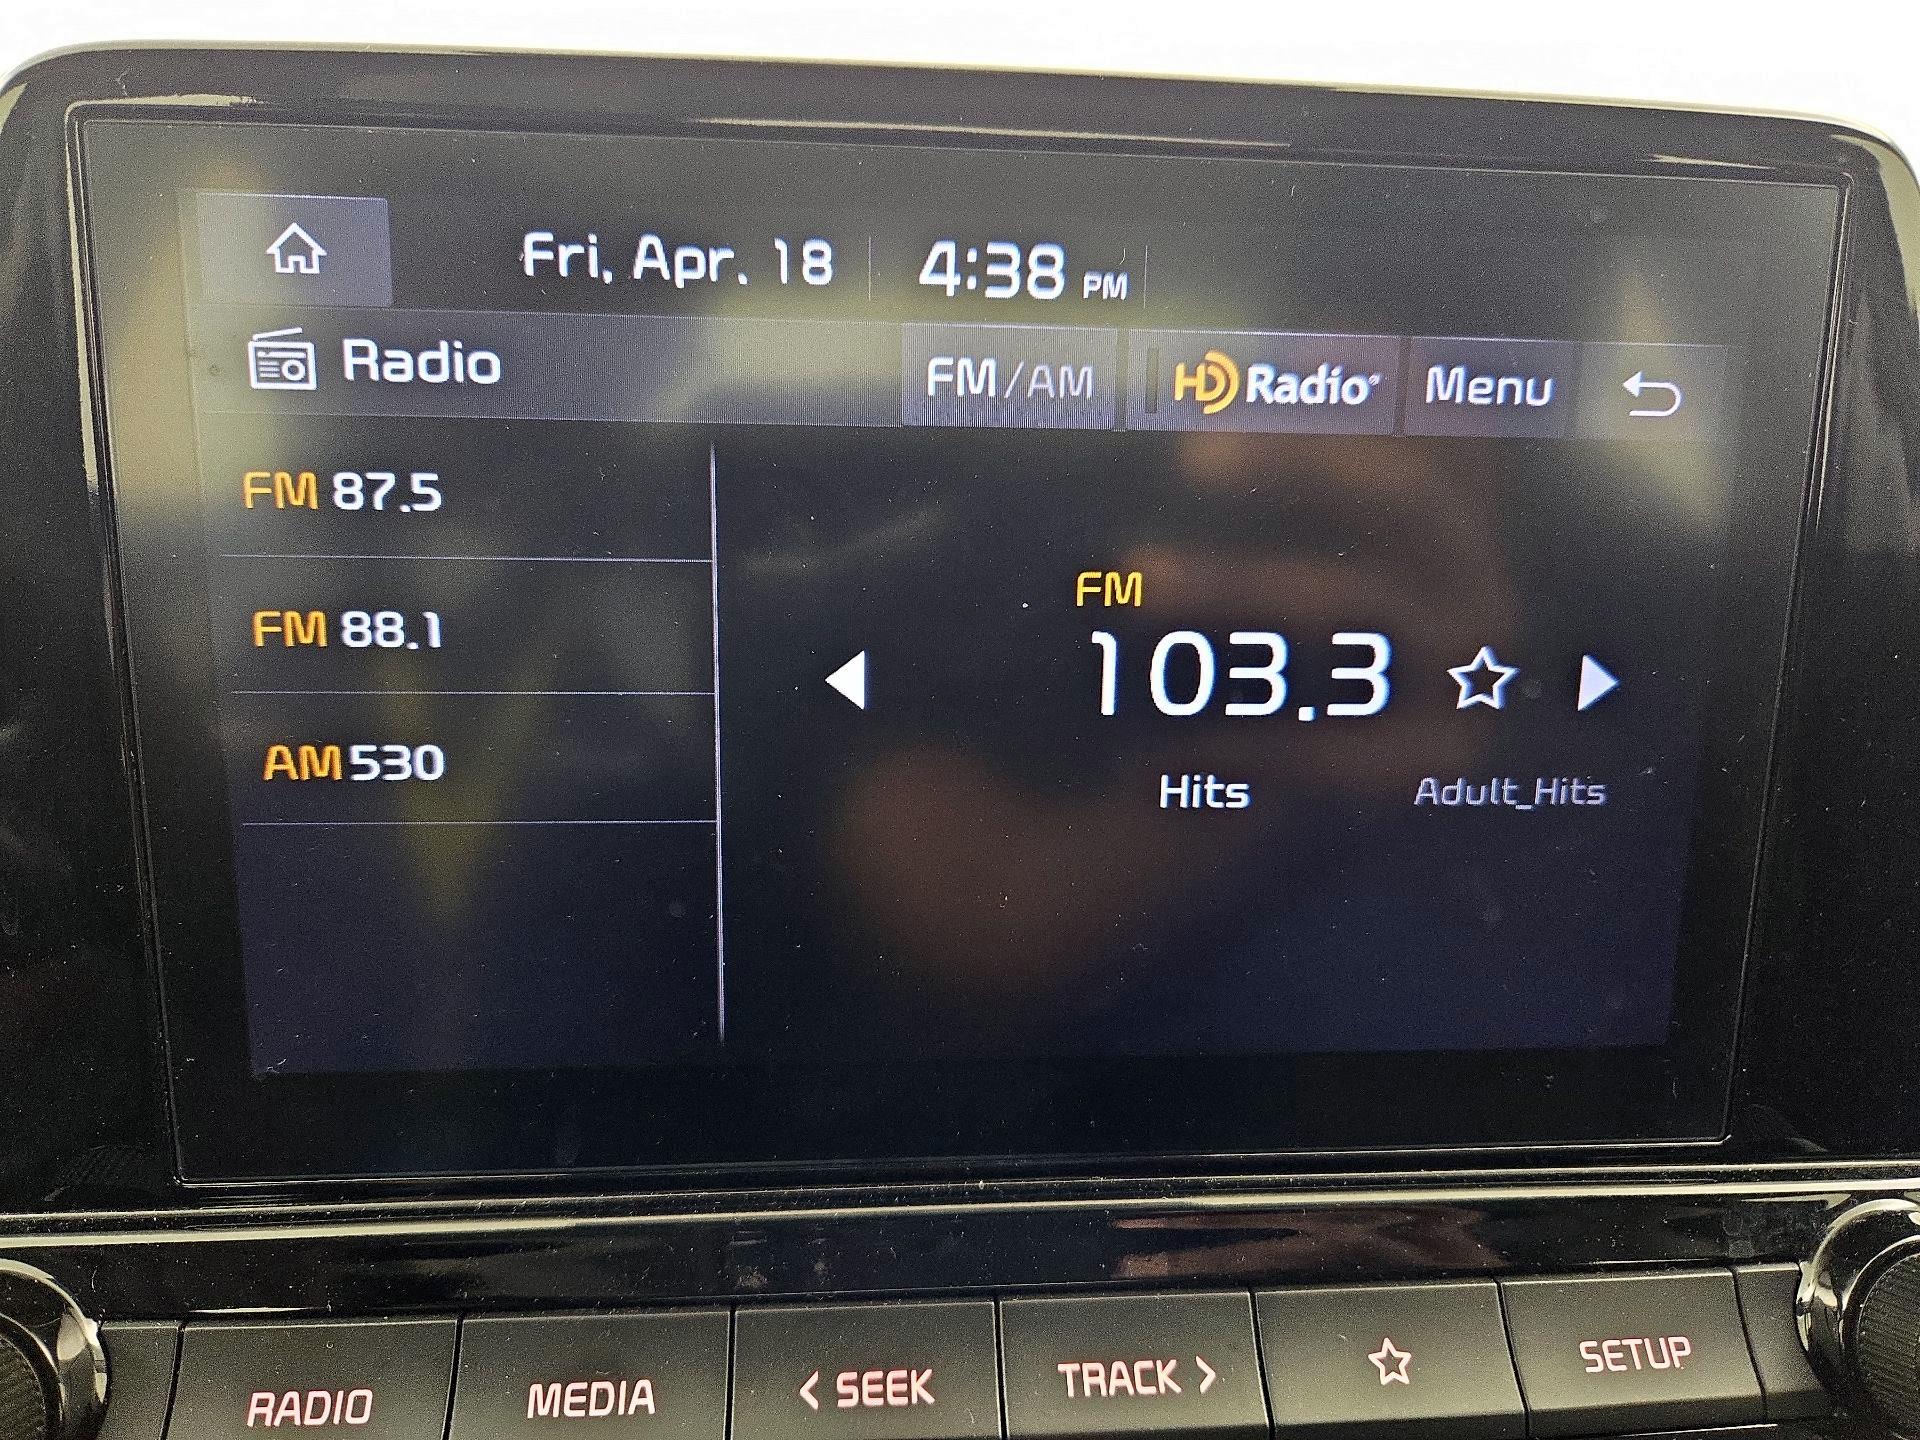 Fri, Apr. 18 4:38 PM
Radio FM/AM HD Radio® Menu
FM 87.5
FM 88.1
AM 530
FM
103.3
Hits Adult_Hits
RADIO MEDIA < SEEK TRACK > SETUP